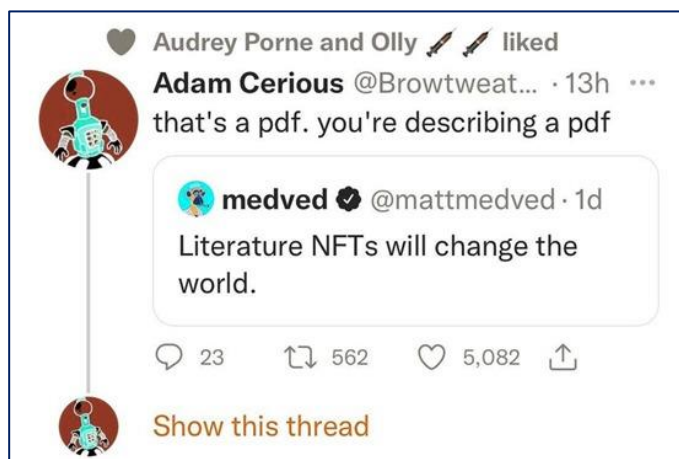 Audrey Porne and Olly 💉 💉 liked
Adam Cerious @Browtweat... · 13h ···
that's a pdf. you're describing a pdf
medved @mattmedved · 1d
Literature NFTs will change the
world.
23 562 5,082
Show this thread